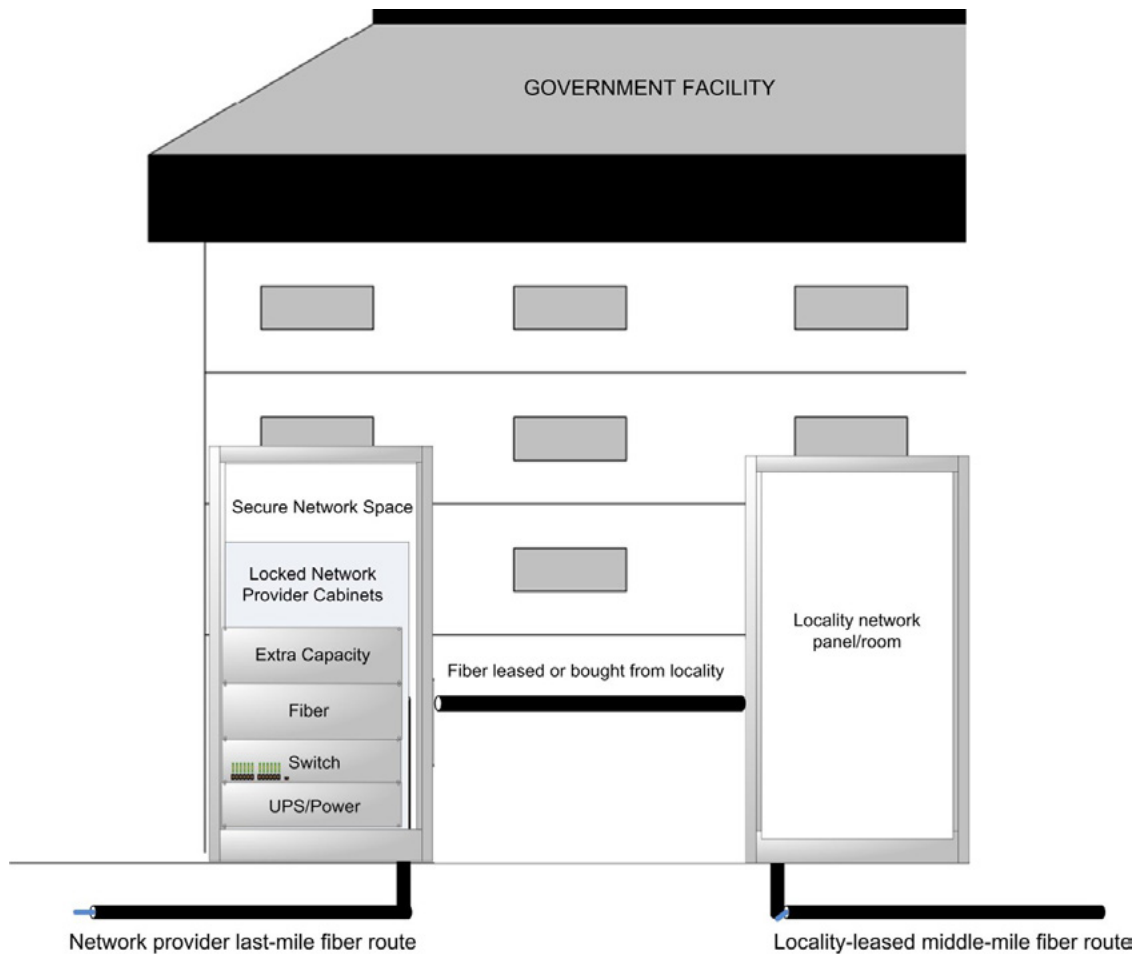 GOVERNMENT FACILITY
Secure Network Space
Locked Network
Provider Cabinets
Extra Capacity
Fiber
Switch
UPS/Power
Fiber leased or bought from locality
Locality network
panel/room
Network provider last-mile fiber route
Locality-leased middle-mile fiber route